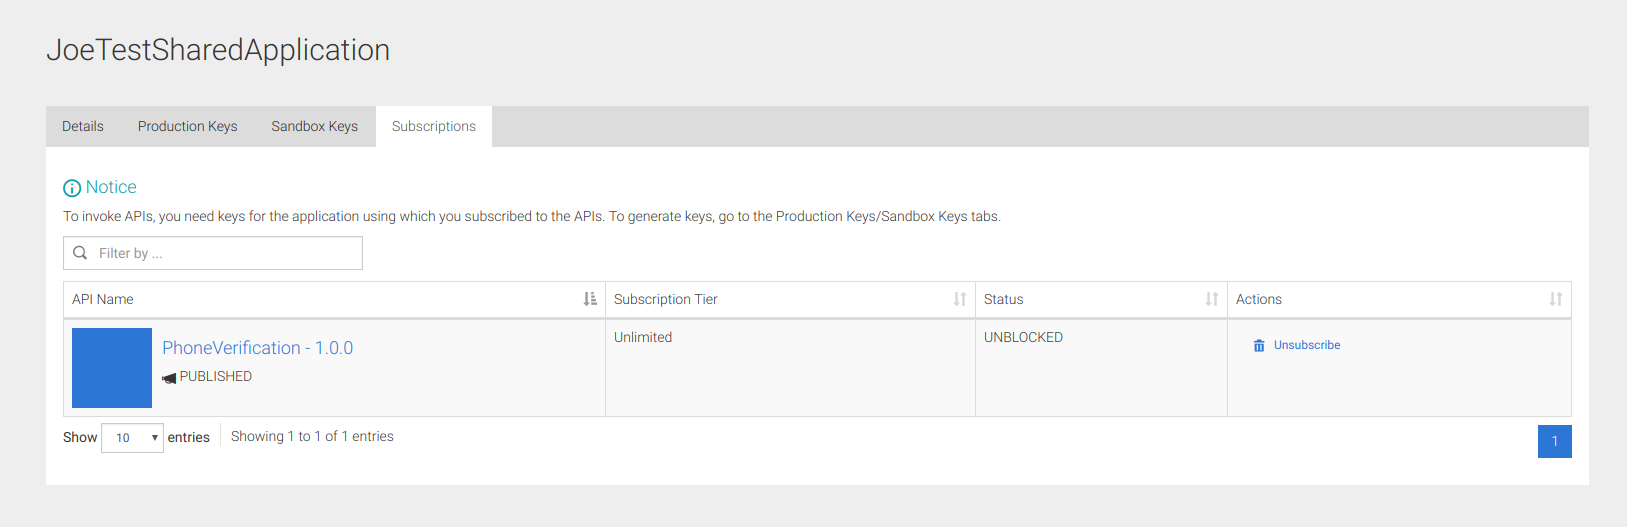 JoeTestSharedApplication
Details Production Keys Sandbox Keys Subscriptions
Notice
To invoke APIs, you need keys for the application using which you subscribed to the APIs. To generate keys, go to the Production Keys/Sandbox Keys tabs.
Filter by ...
API Name Subscription Tier Status Actions
PhoneVerification - 1.0.0 Unlimited UNBLOCKED Unsubscribe
PUBLISHED
Show 10 entries Showing 1 to 1 of 1 entries 1